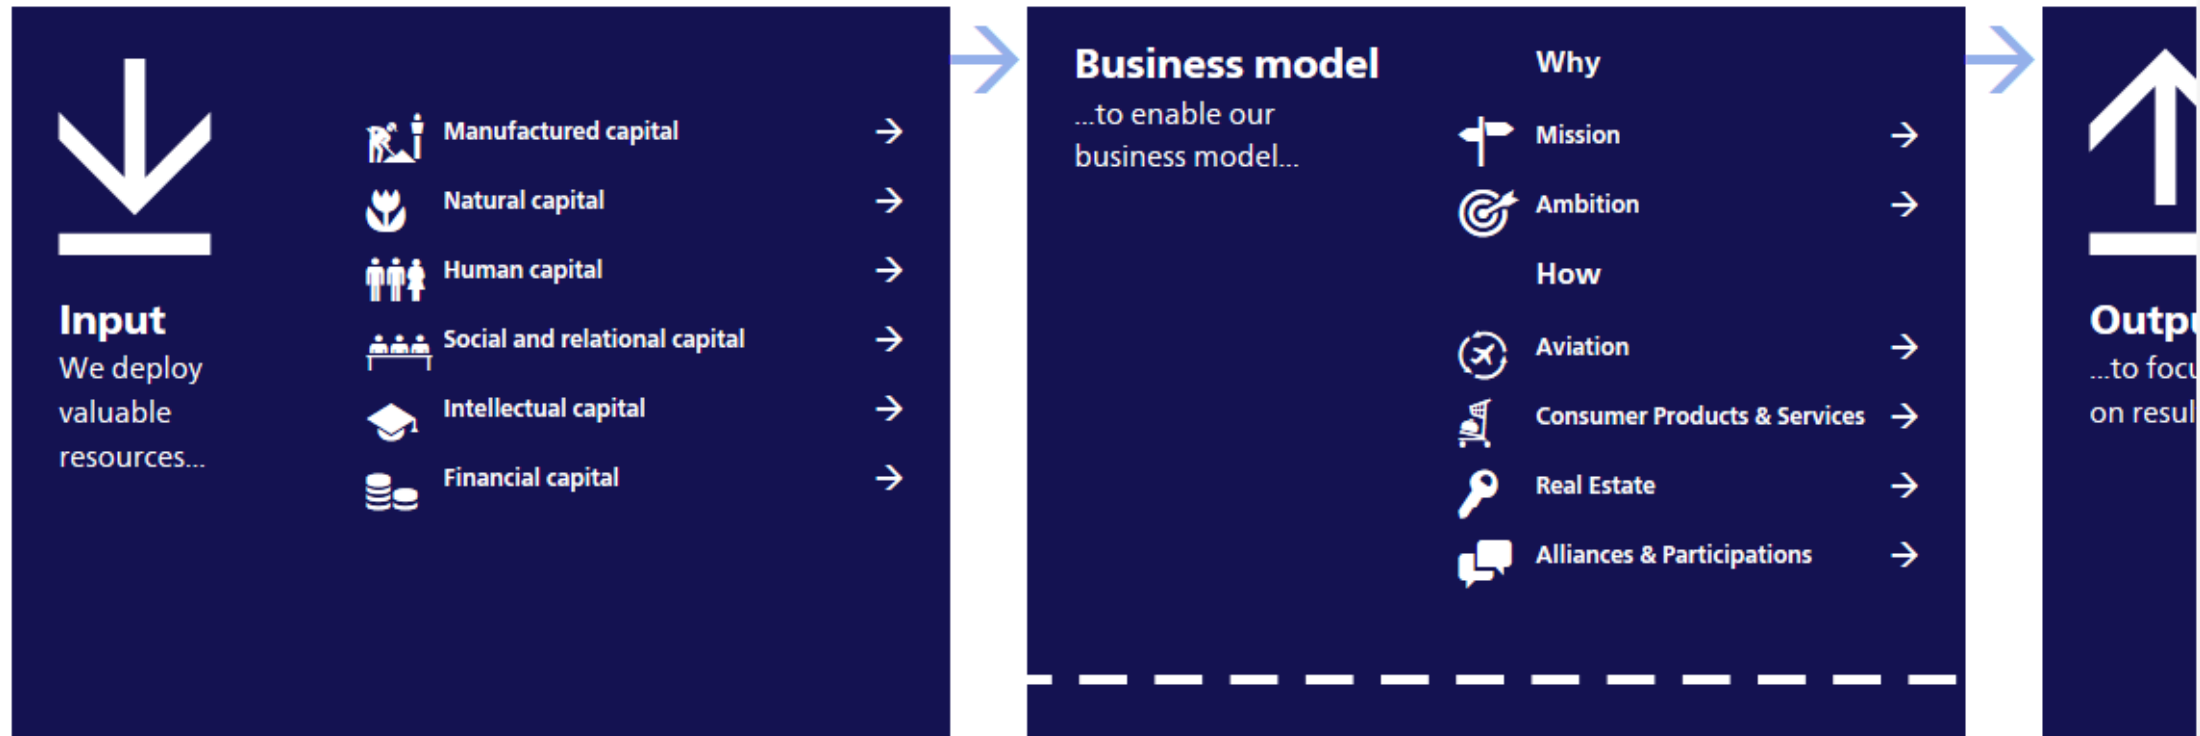 Input
We deploy
valuable
resources...
Manufactured capital
Natural capital
Human capital
Social and relational capital
Intellectual capital
Financial capital
Business model
...to enable our
business model...
Why
Mission
Ambition
How
Aviation
Consumer Products & Services
Real Estate
Alliances & Participations
...to
on